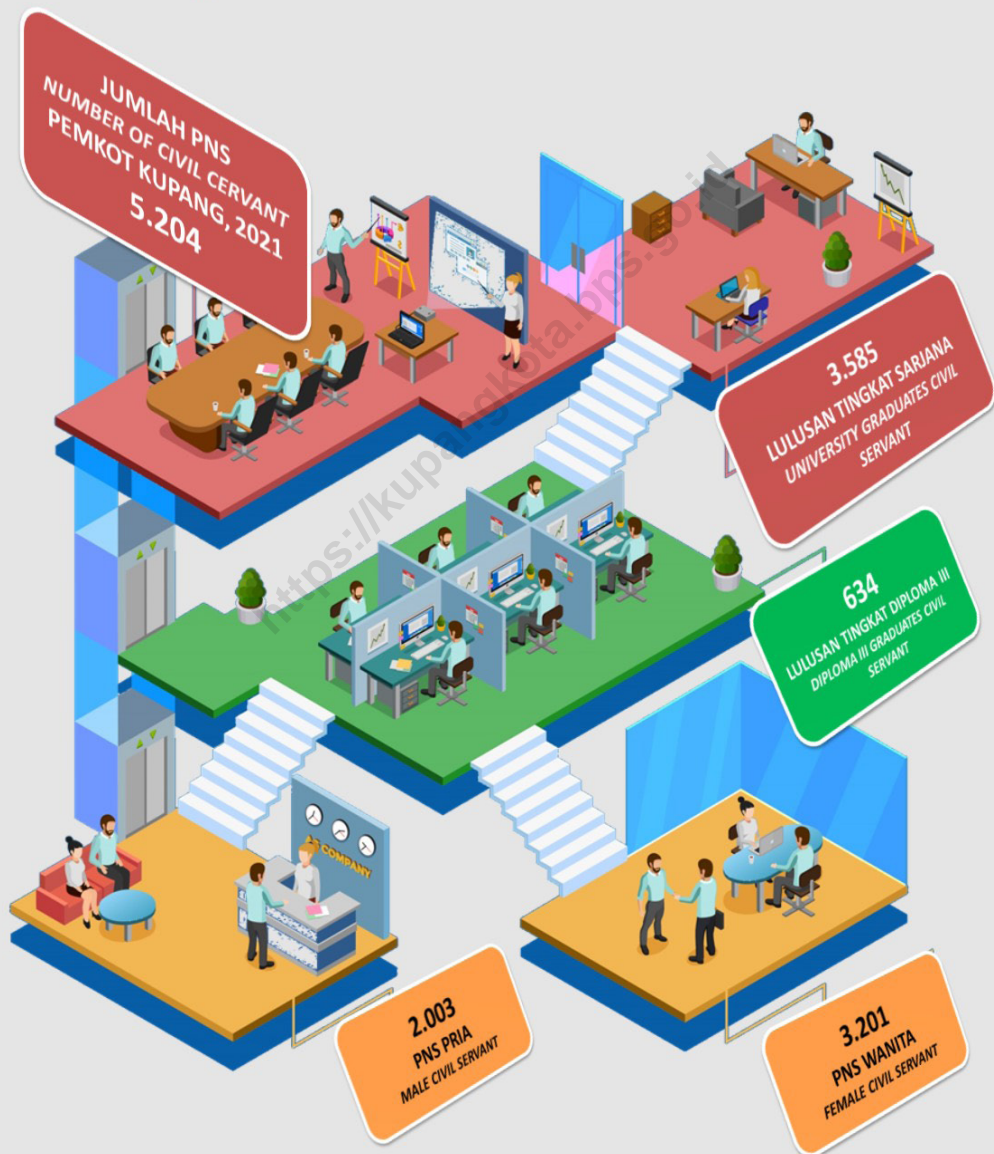 JUMLAH PNS
NUMBER OF CIVIL CERVANT
PEMKOT KUPANG, 2021
5.204
3.585
LULUSAN TINGKAT SARJANA
UNIVERSITY GRADUATES CIVIL
SERVANT
634
LULUSAN TINGKAT DIPLOMA III
DIPLOMA III GRADUATES CIVIL
SERVANT
COMPANY
2.003
PNS PRIA
MALE CIVIL SERVANT
3.201
PNS WANITA
FEMALE CIVIL SERVANT
https://kupangkota.bps.go.id